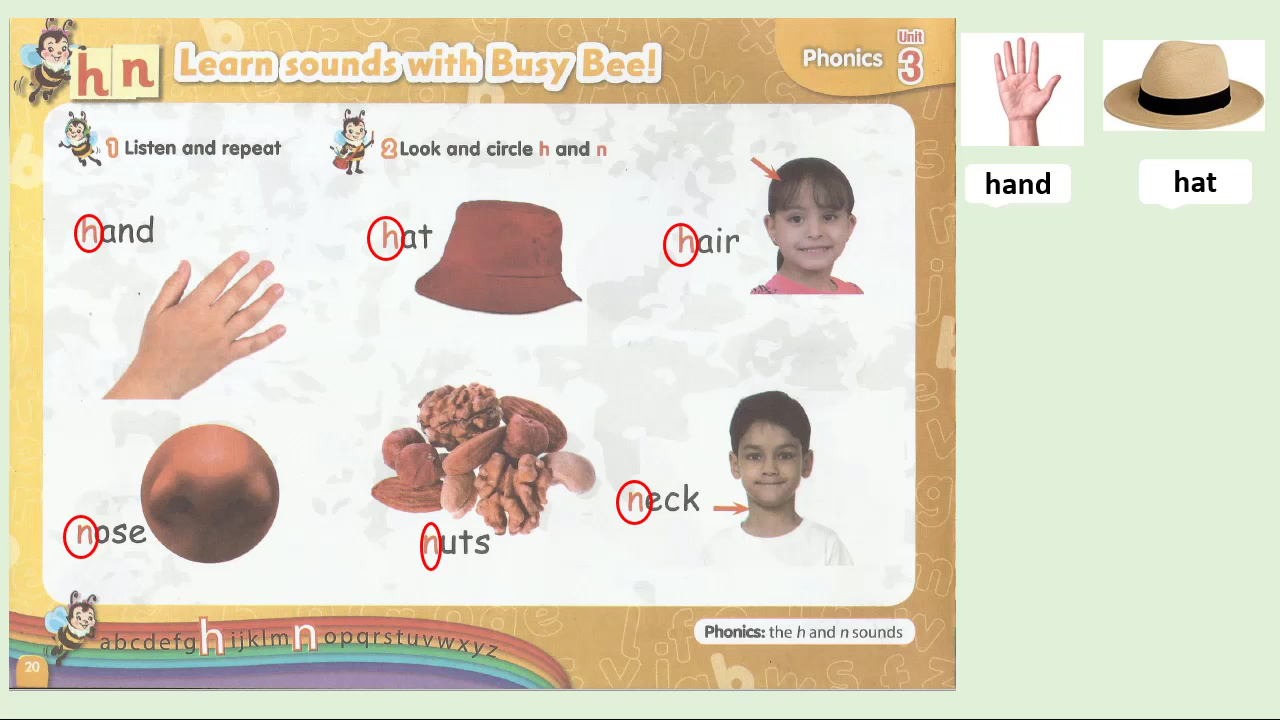 h n
Learn sounds with Busy Bee!
Phonics
Unit
3
1 Listen and repeat
2 Look and circle h and n
hand
hat
hair
nose
nuts
neck
abcdefghijklmnopqrstuvwxyz
Phonics: the h and n sounds
20
hand
hat